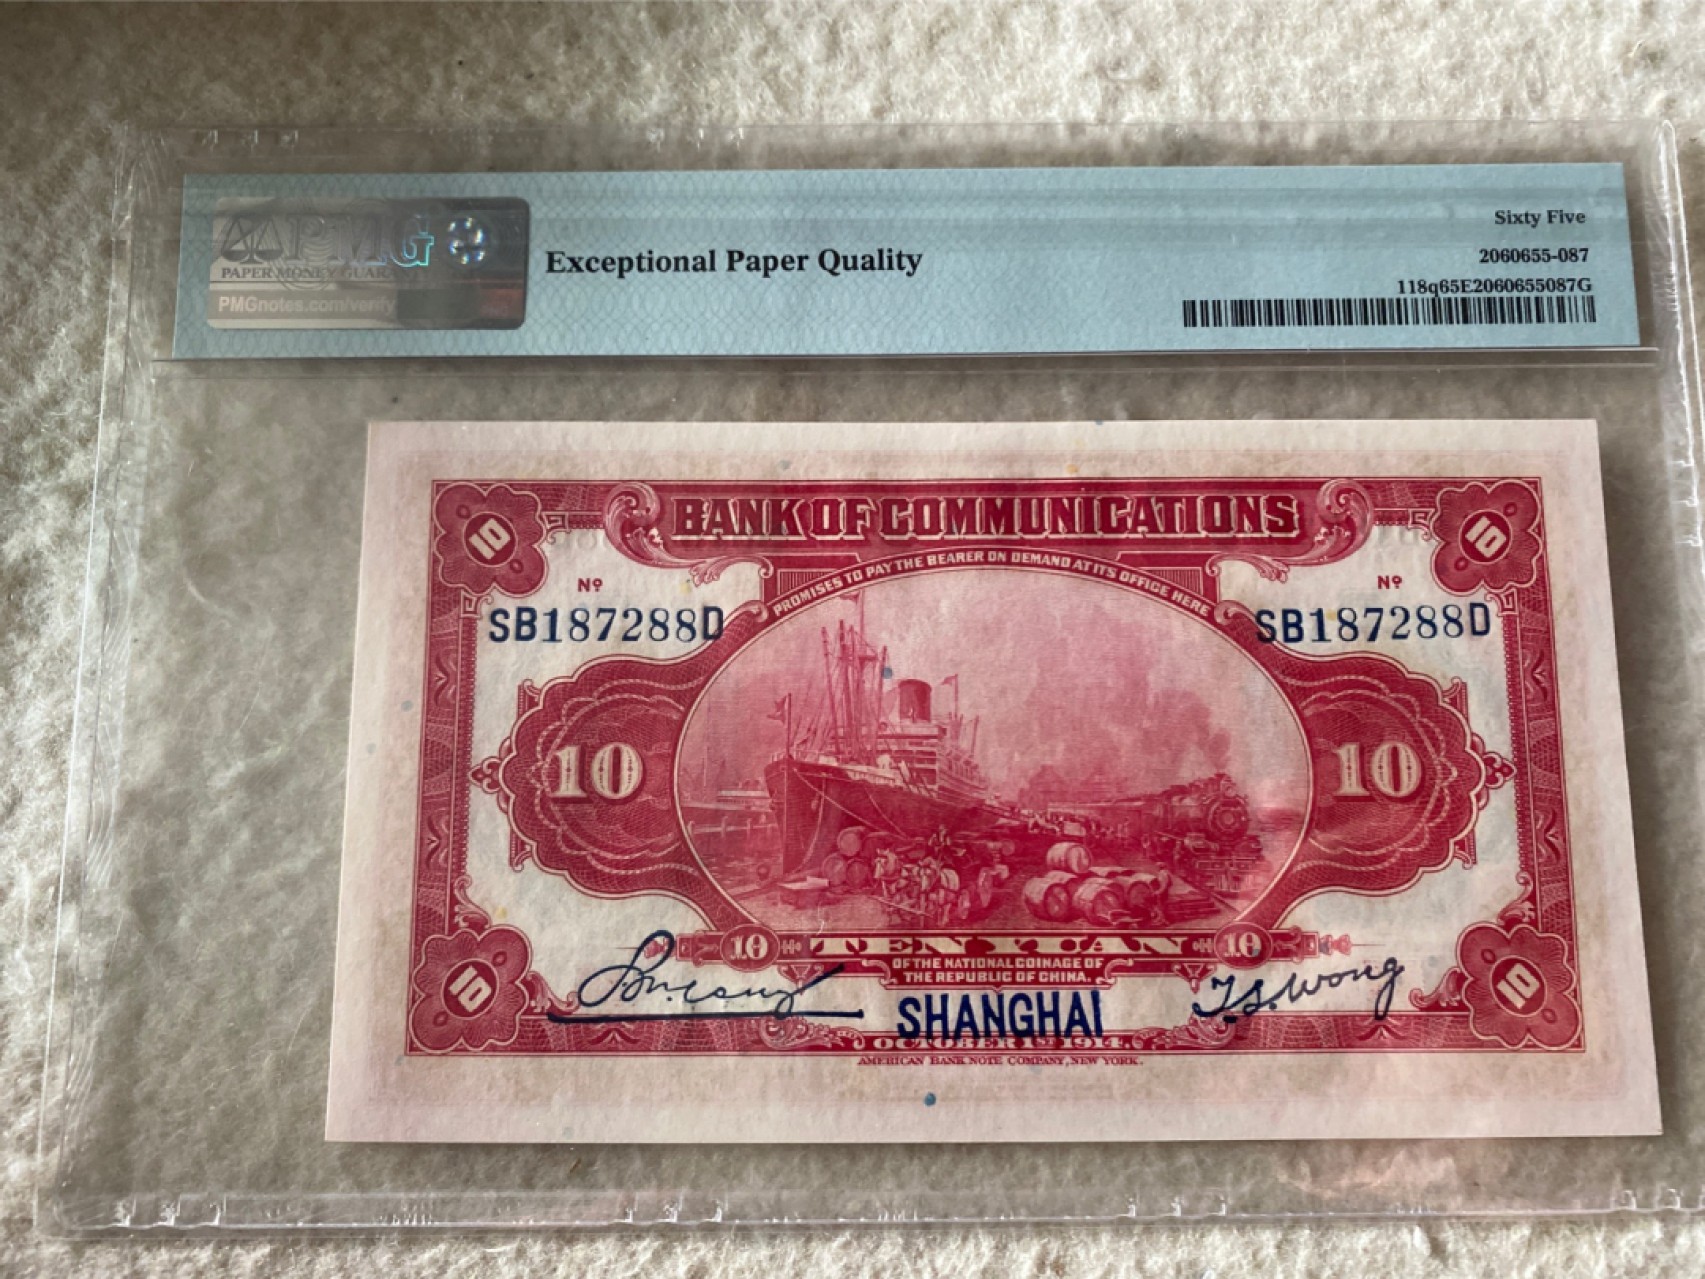 PMG
PAPER MONEY GUAR
PMGnotes.com/verify
Exceptional Paper Quality
Sixty Five
2060655-087
118q65E2060655087G
10 BANK OF COMMUNICATIONS 10
PROMISES TO PAY THE BEARER ON DEMAND AT ITS OFFICE HERE
Nº Nº
SB187288D SB187288D
10 10
10 TEN YUAN 10
OF THE NATIONAL COINAGE OF
THE REPUBLIC OF CHINA.
10 T.S. Wong 10
SHANGHAI
OCTOBER 1ST 1914.
AMERICAN BANK NOTE COMPANY, NEW YORK.